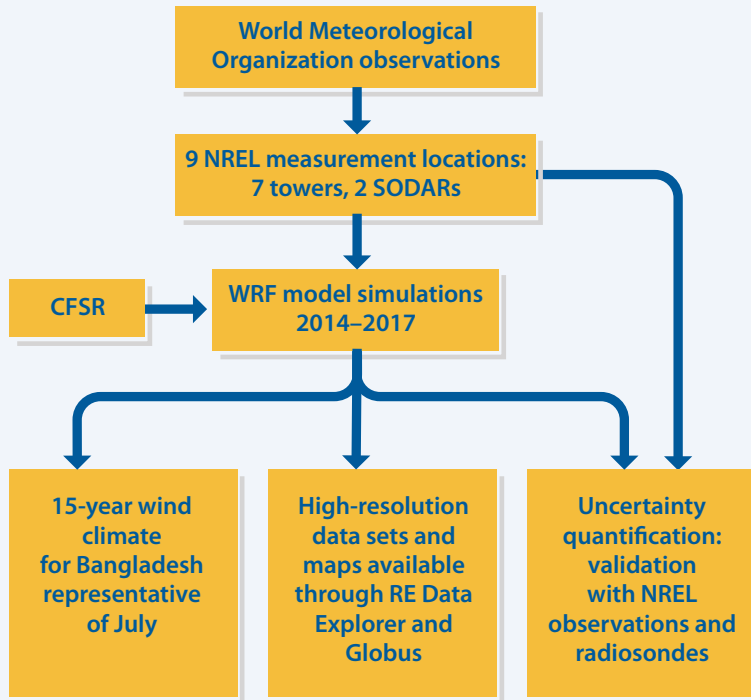 World Meteorological
Organization observations
9 NREL measurement locations:
7 towers, 2 SODARs
CFSR
WRF model simulations
2014–2017
15-year wind
climate
for Bangladesh
representative
of July
High-resolution
data sets and
maps available
through RE Data
Explorer and
Globus
Uncertainty
quantification:
validation
with NREL
observations and
radiosondes